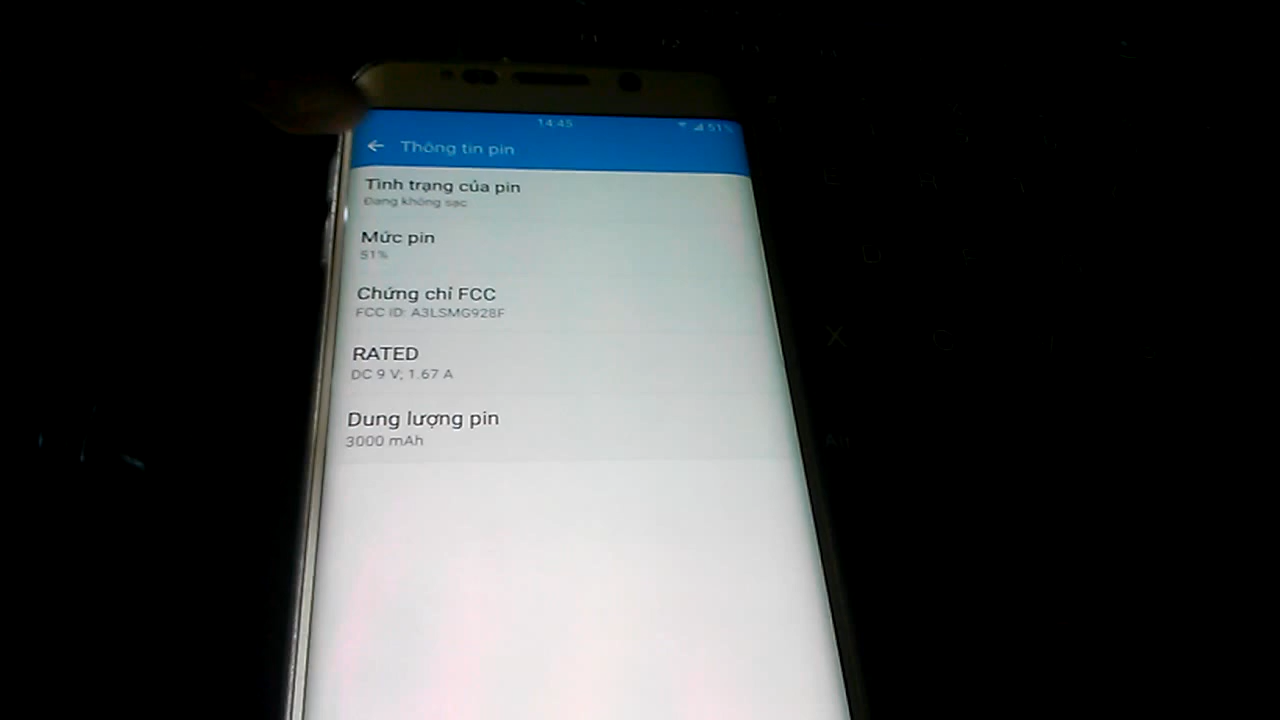 14:45
51%
Thông tin pin
Tình trạng của pin
Đang không sạc
Mức pin
51%
Chứng chỉ FCC
FCC ID: A3LSMG928F
RATED
DC 9 V; 1.67 A
Dung lượng pin
3000 mAh
E
R
D
X
C
Alt